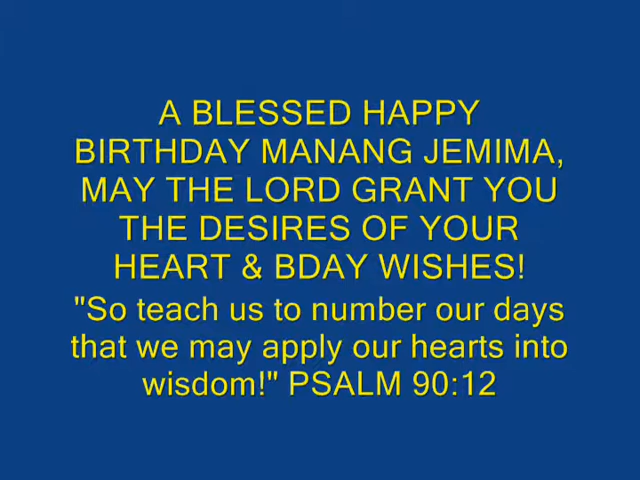 A BLESSED HAPPY
BIRTHDAY MANANG JEMIMA,
MAY THE LORD GRANT YOU
THE DESIRES OF YOUR
HEART & BDAY WISHES!
"So teach us to number our days
that we may apply our hearts into
wisdom!" PSALM 90:12